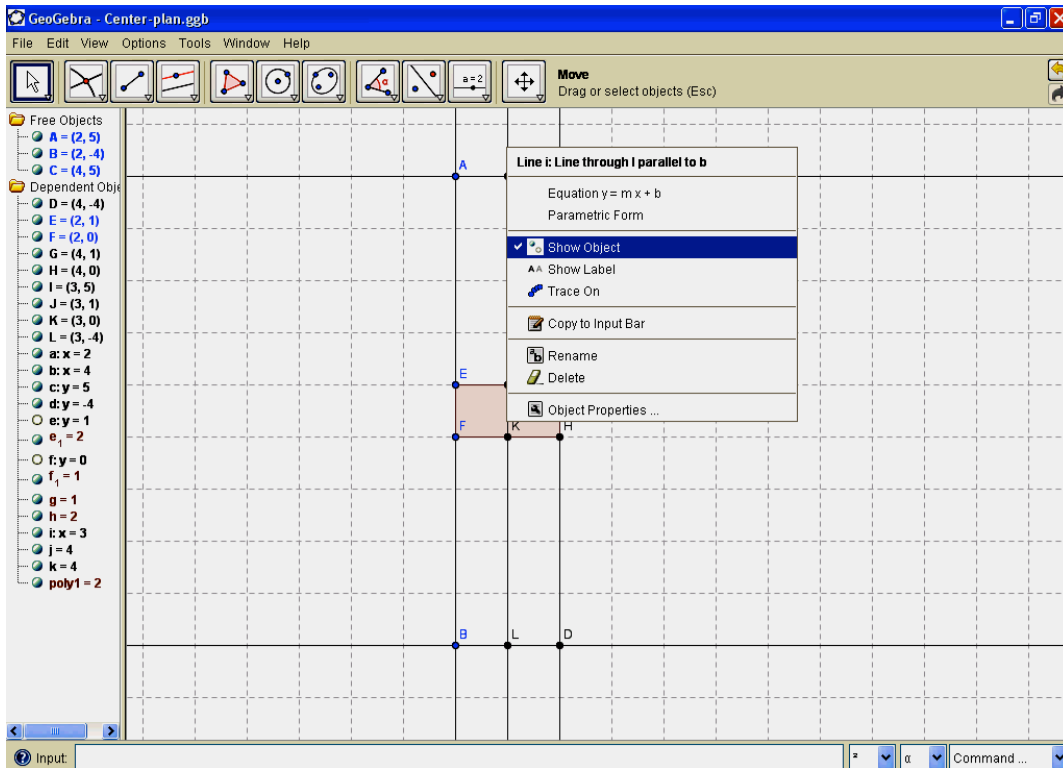 GeoGebra - Center-plan.ggb
File Edit View Options Tools Window Help
a=2
Move
Drag or select objects (Esc)
Free Objects
A = (2, 5)
B = (2, -4)
C = (4, 5)
Dependent Obje
D = (4, -4)
E = (2, 1)
F = (2, 0)
G = (4, 1)
H = (4, 0)
I = (3, 5)
J = (3, 1)
K = (3, 0)
L = (3, -4)
a: x = 2
b: x = 4
c: y = 5
d: y = -4
e: y = 1
e₁ = 2
f: y = 0
f₁ = 1
g = 1
h = 2
i: x = 3
j = 4
k = 4
poly1 = 2
A
Line i: Line through I parallel to b
Equation y = m x + b
Parametric Form
Show Object
AA Show Label
Trace On
Copy to Input Bar
ab Rename
Delete
Object Properties ...
E
F K H
B L D
Input:
² α Command ...